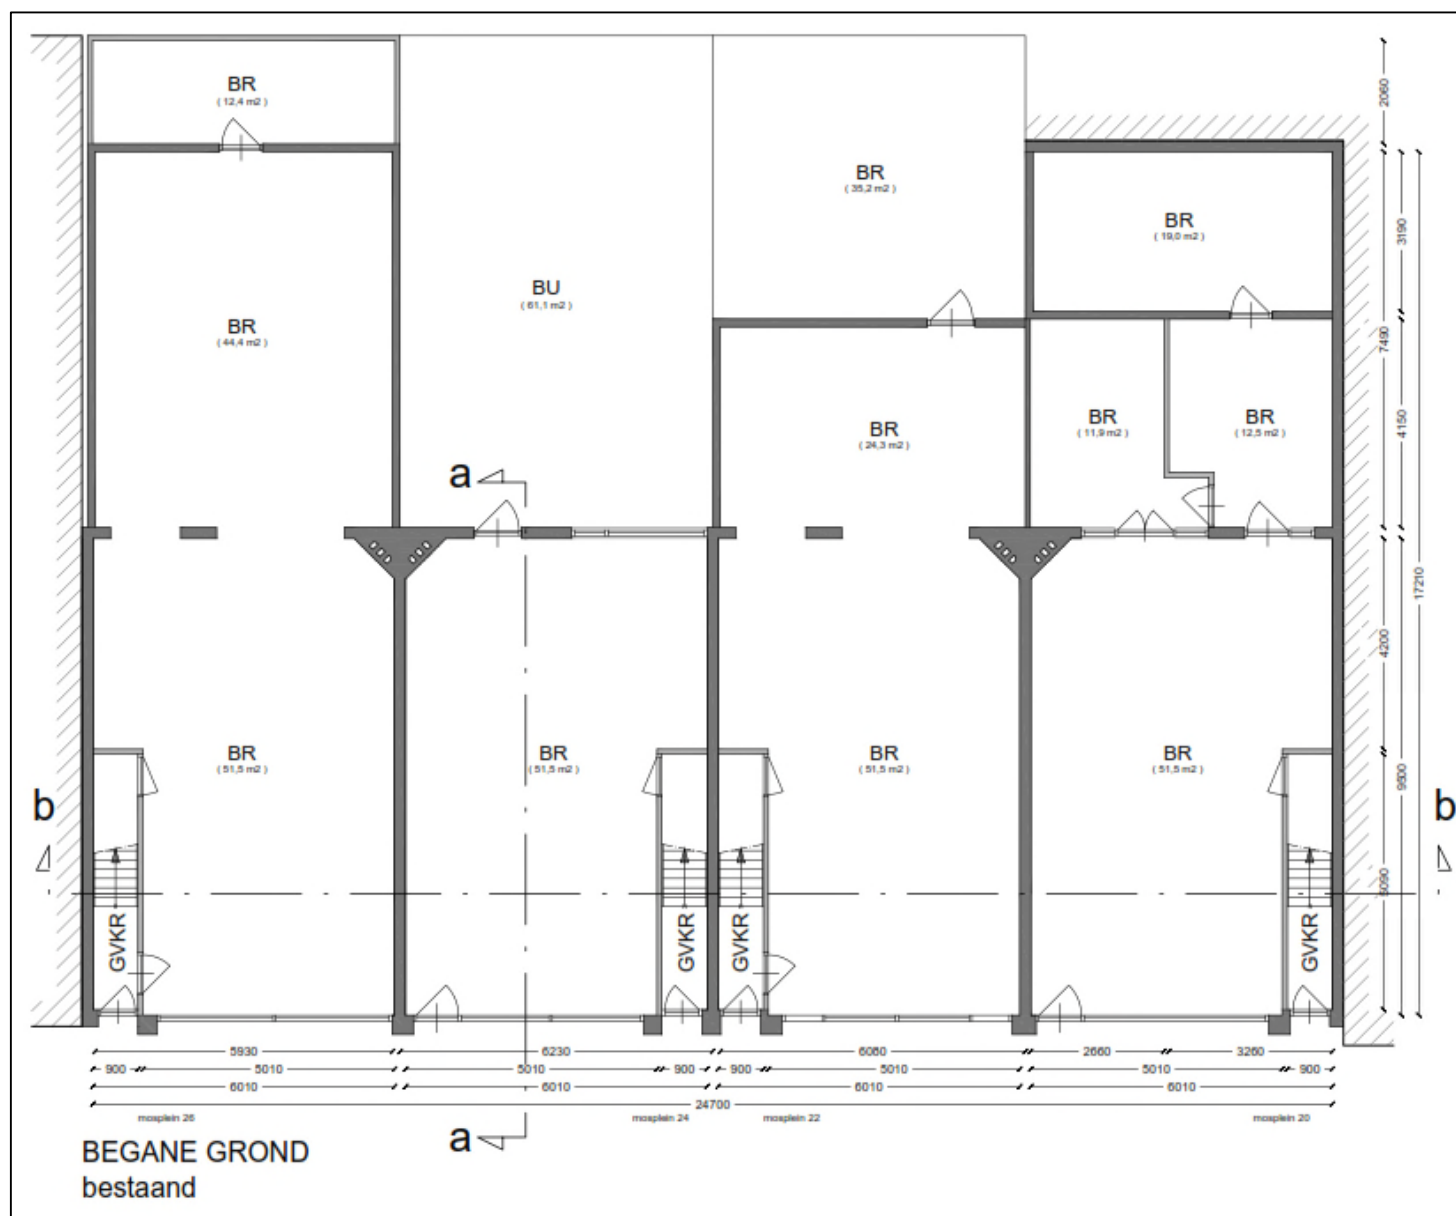 BR
( 12,4 m2 )
2060
BR
( 35,2 m2 )
BR
( 19,0 m2 )
3190
BU
( 61,1 m2 )
BR
( 44,4 m2 )
7490
BR
( 24,3 m2 )
BR
( 11,9 m2 )
BR
( 12,5 m2 )
4150
a
17210
4200
BR
( 51,5 m2 )
BR
( 51,5 m2 )
BR
( 51,5 m2 )
BR
( 51,5 m2 )
9600
b
b
GVKR
GVKR
GVKR
GVKR
5930
6230
6060
2660
3260
900
5010
5010
900
900
5010
5010
900
6010
6010
6010
6010
24700
mosplein 26
mosplein 24
mosplein 22
mosplein 20
a
BEGANE GROND
bestaand